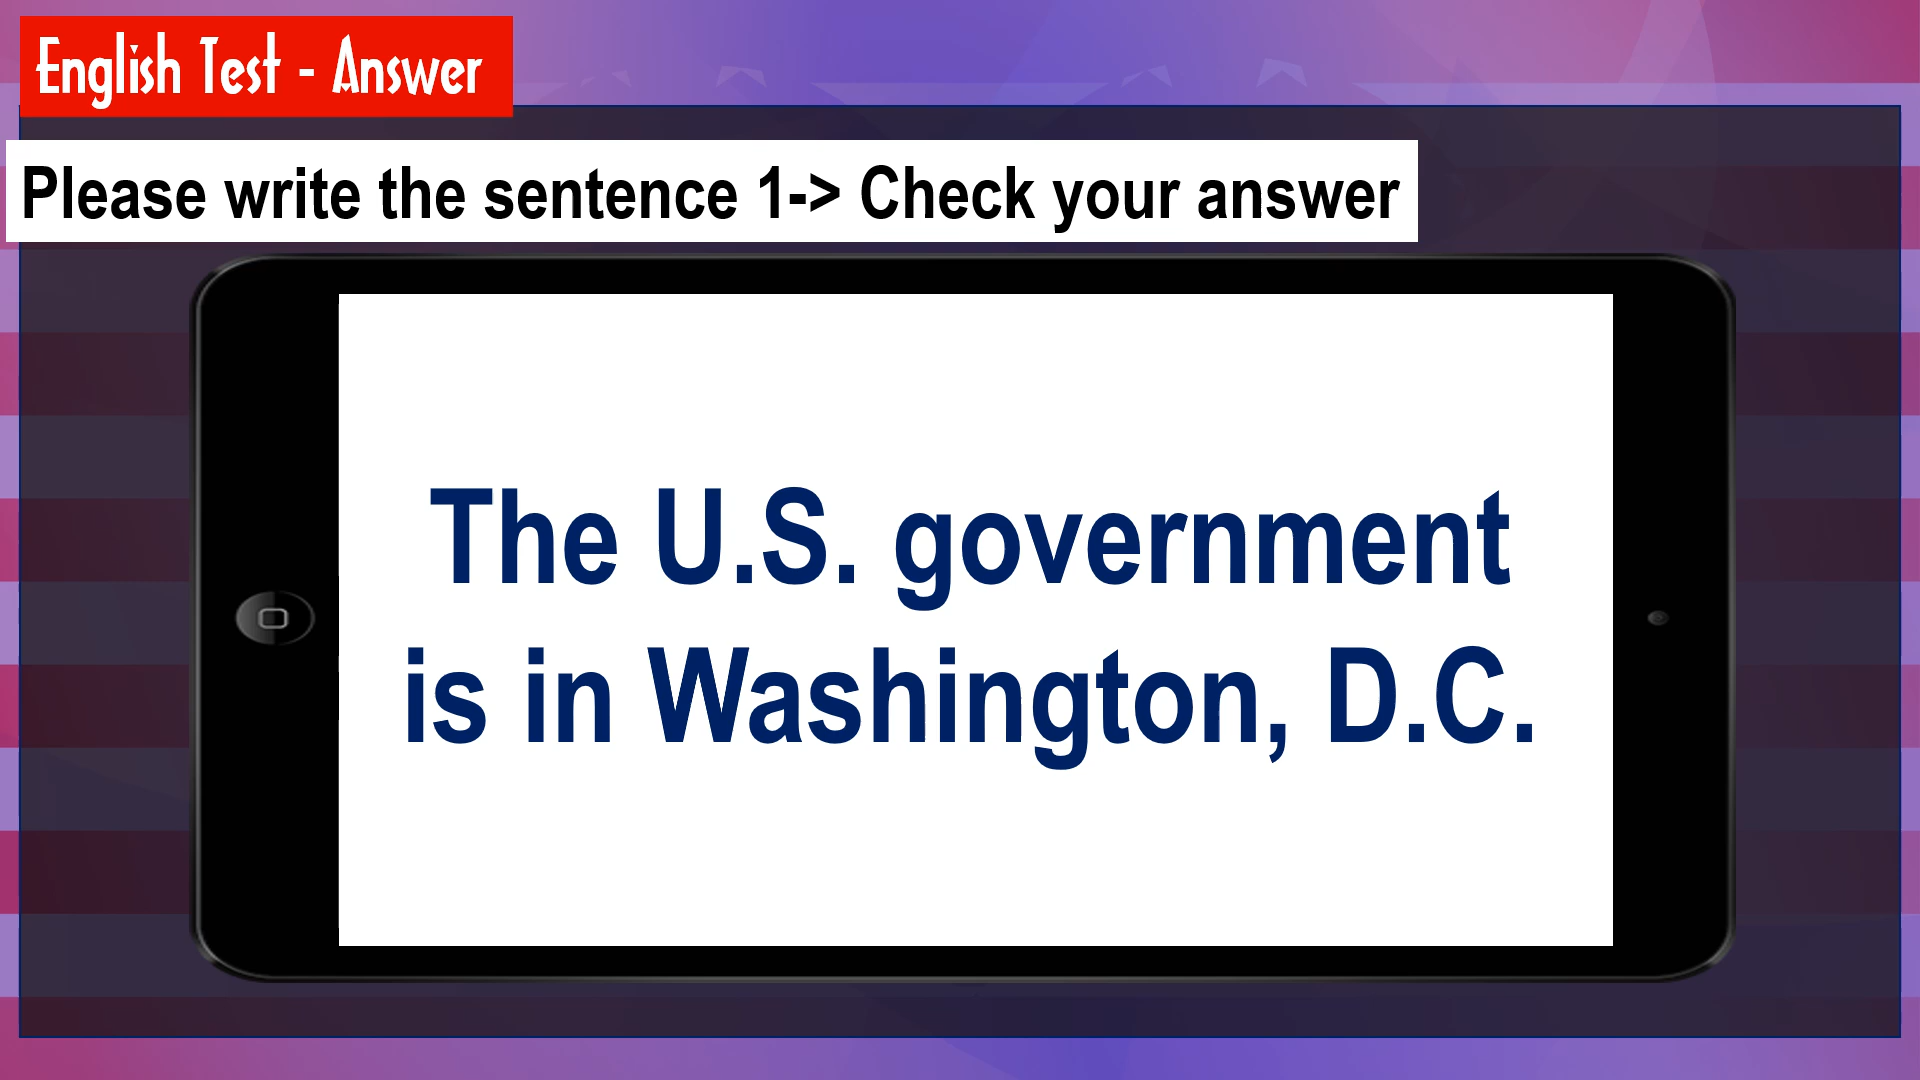 English Test - Answer
Please write the sentence 1-> Check your answer
The U.S. government
is in Washington, D.C.